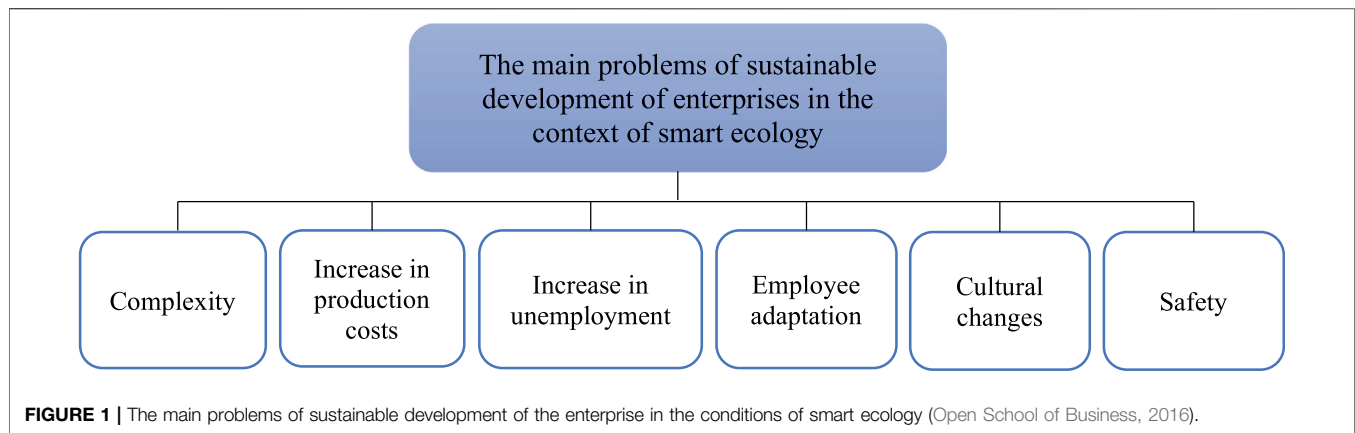 The main problems of sustainable
development of enterprises in the
context of smart ecology
Complexity
Increase in
production
costs
Increase in
unemployment
Employee
adaptation
Cultural
changes
Safety
FIGURE 1 | The main problems of sustainable development of the enterprise in the conditions of smart ecology (Open School of Business, 2016).